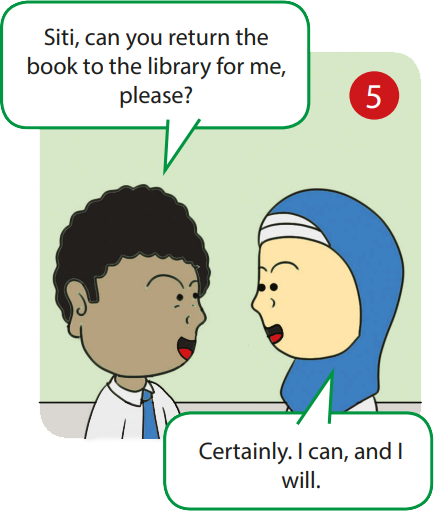 Siti, can you return the
book to the library for me,
please?
5
Certainly. I can, and I
will.